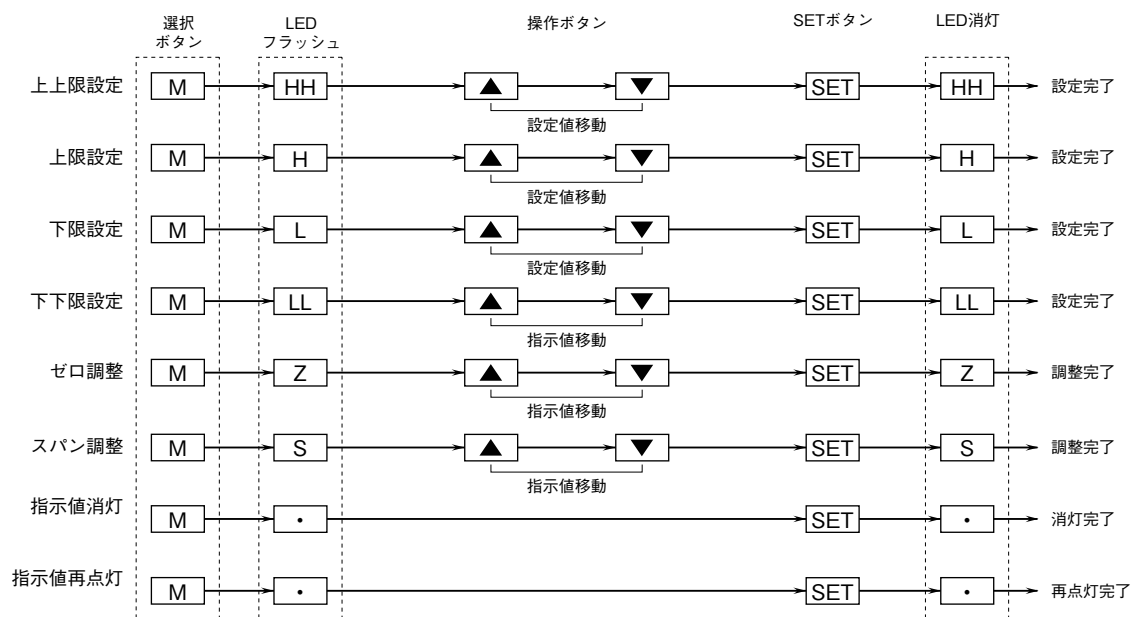 選択
ボタン
LED
フラッシュ
操作ボタン
SETボタン
LED消灯
上上限設定 M HH ▲ ▼ SET HH 設定完了
設定値移動
上限設定 M H ▲ ▼ SET H 設定完了
設定値移動
下限設定 M L ▲ ▼ SET L 設定完了
設定値移動
下下限設定 M LL ▲ ▼ SET LL 設定完了
指示値移動
ゼロ調整 M Z ▲ ▼ SET Z 調整完了
指示値移動
スパン調整 M S ▲ ▼ SET S 調整完了
指示値移動
指示値消灯 M ・ SET ・ 消灯完了
指示値再点灯 M ・ SET ・ 再点灯完了